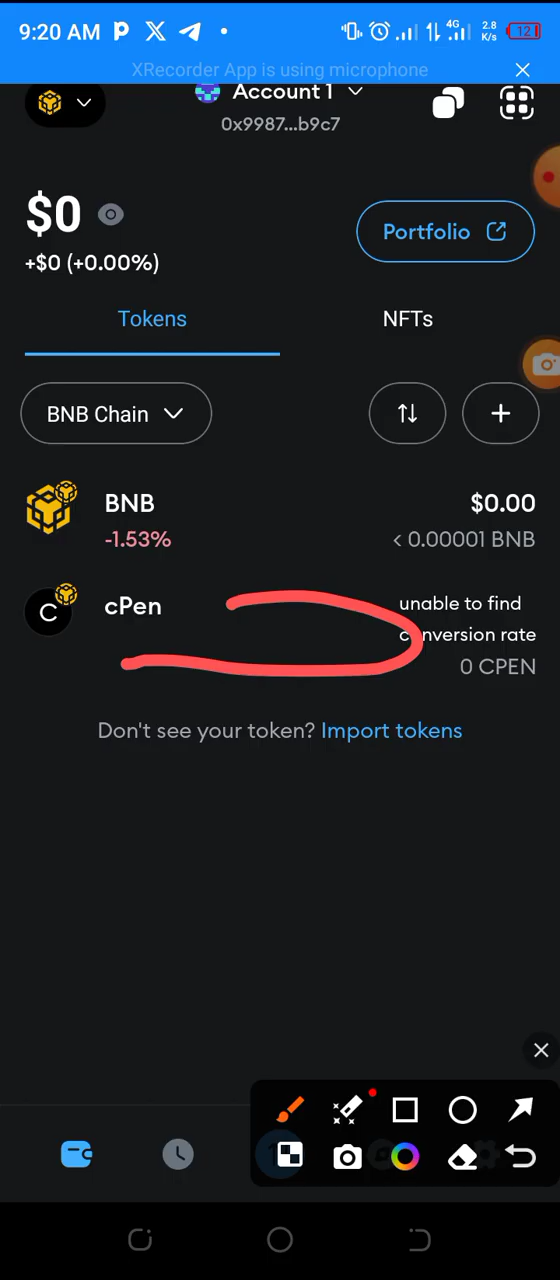 9:20 AM
4G
2.8
K/s
12
XRecorder App is using microphone
Account 1
0x9987...b9c7
$0
Portfolio
+$0 (+0.00%)
Tokens
NFTs
BNB Chain
BNB
$0.00
-1.53%
< 0.00001 BNB
C
cPen
unable to find
conversion rate
0 CPEN
Don't see your token? Import tokens